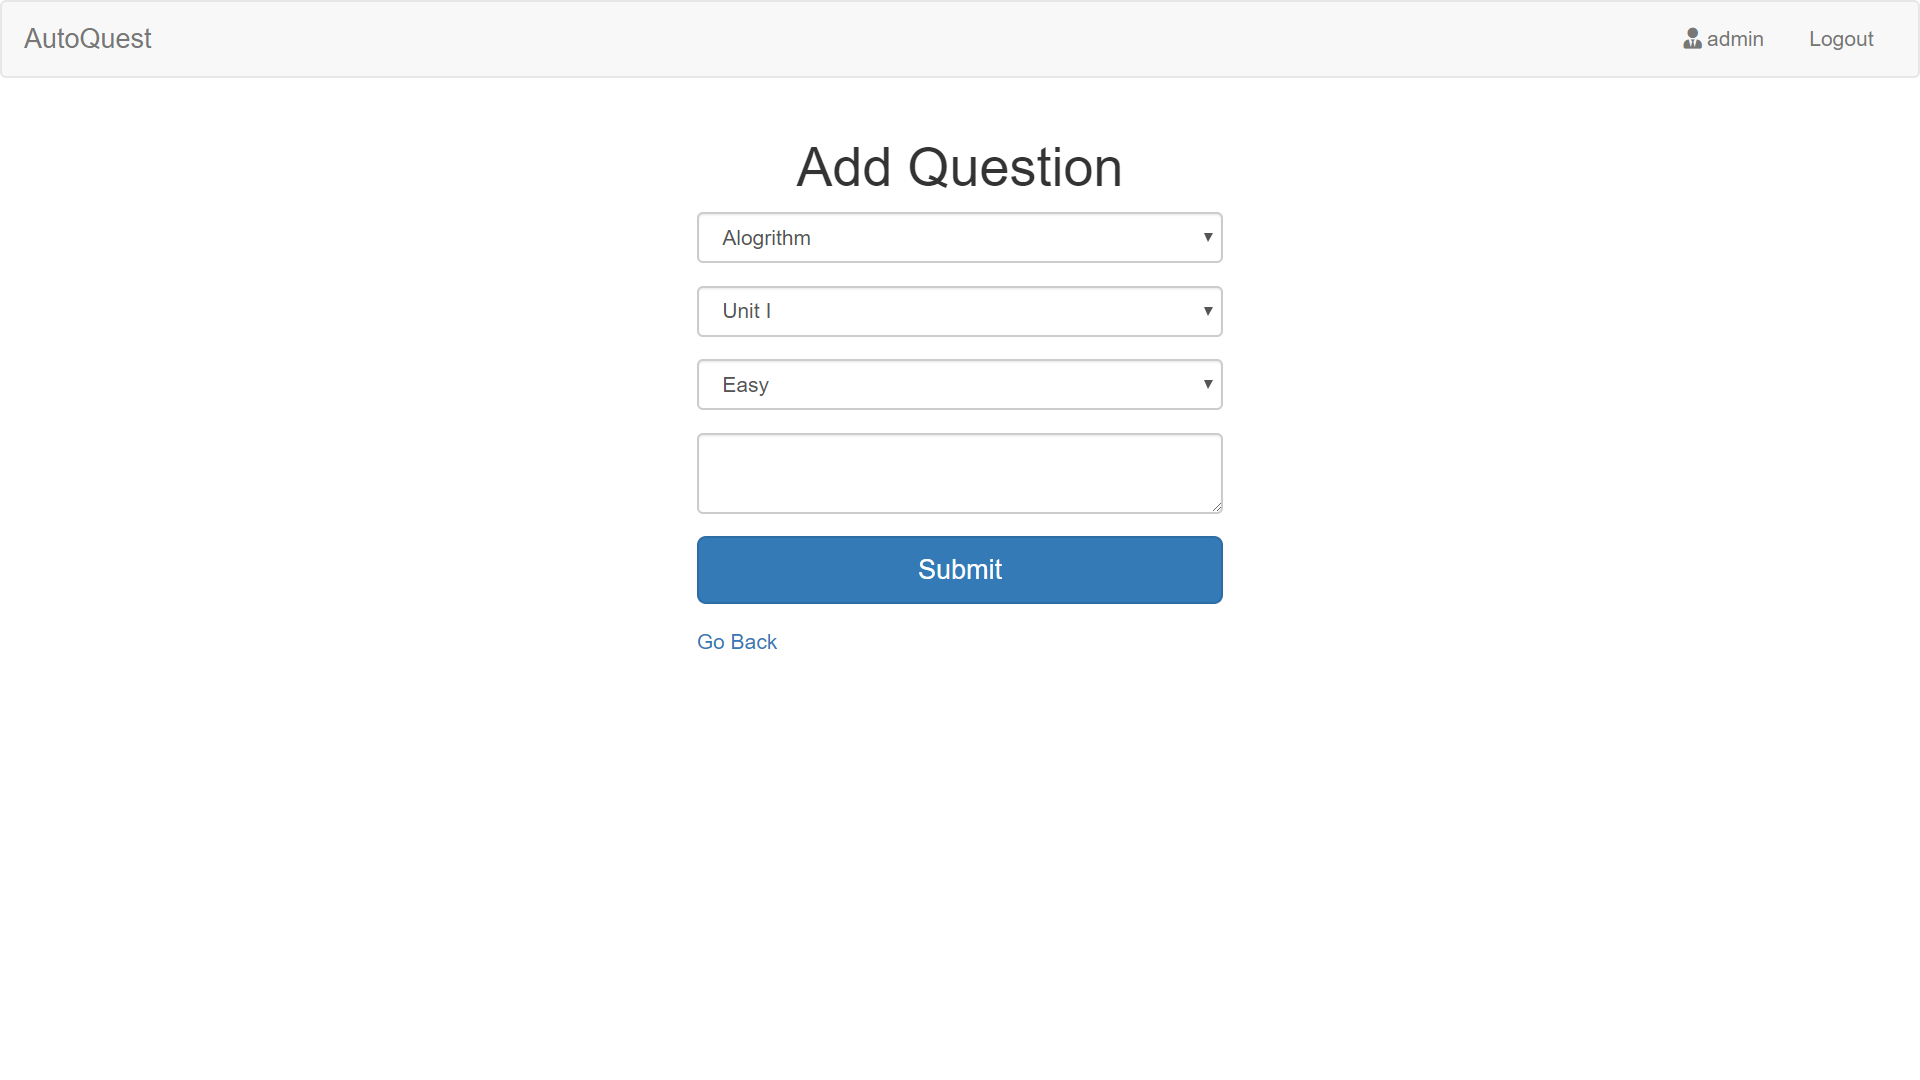 AutoQuest admin Logout
Add Question
Alogrithm
Unit I
Easy
Submit
Go Back